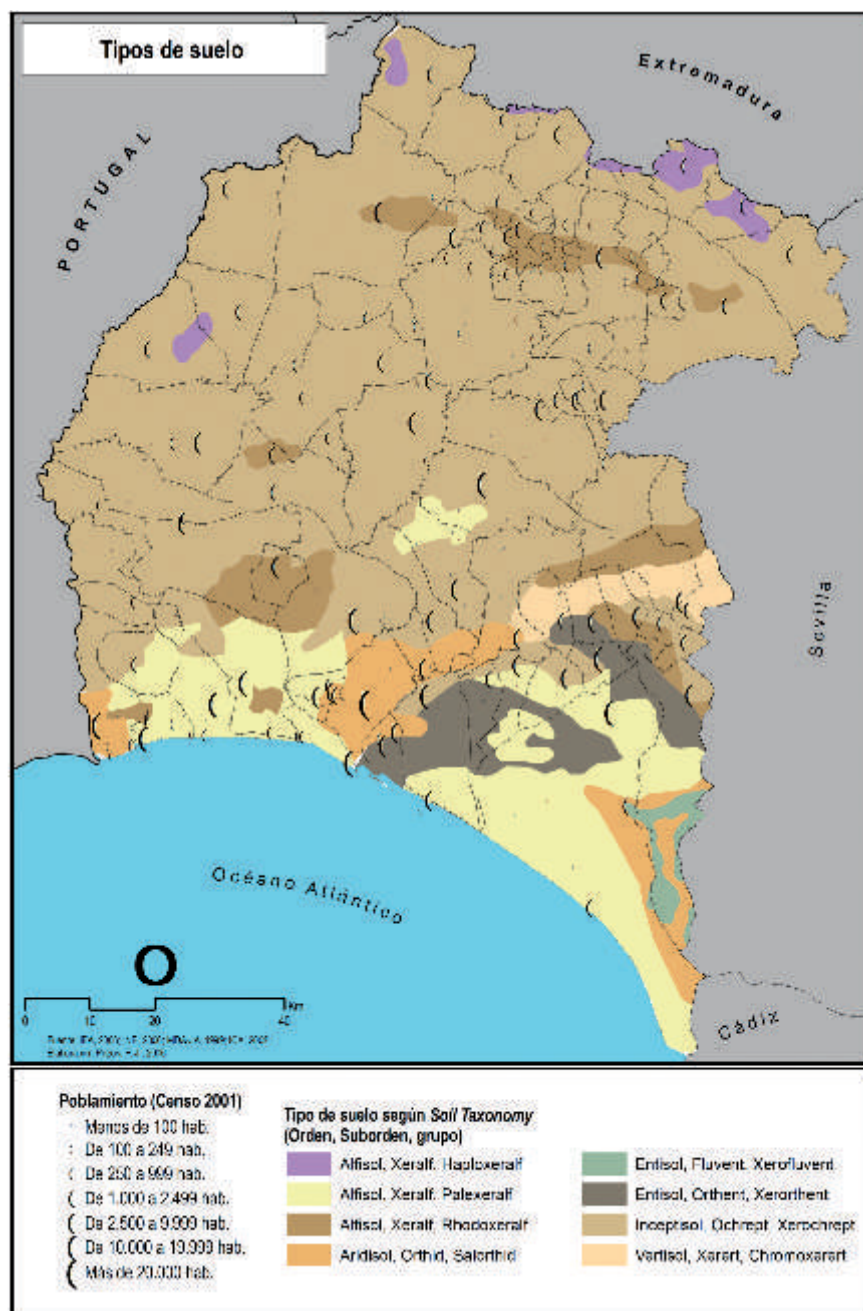 Tipos de suelo
Extremadura
PORTUGAL
Sevilla
Océano Atlántico
Cádiz
O
0 10 20 40
Km
Poblamiento (Censo 2001)
Menos de 100 hab.
De 100 a 249 hab.
De 250 a 999 hab.
De 1.000 a 2.499 hab.
De 2.500 a 9.999 hab.
De 10.000 a 19.999 hab.
Más de 20.000 hab.
Tipo de suelo según Soil Taxonomy
(Orden, Suborden, grupo)
Alfisol, Xeralf, Haploxeralf
Alfisol, Xeralf, Palexeralf
Alfisol, Xeralf, Rhodoxeralf
Aridisol, Orthid, Salorthid
Entisol, Fluvent, Xerofluvent
Entisol, Orthent, Xerorthent
Inceptisol, Ochrept, Xerochrept
Vertisol, Xerert, Chromoxerert